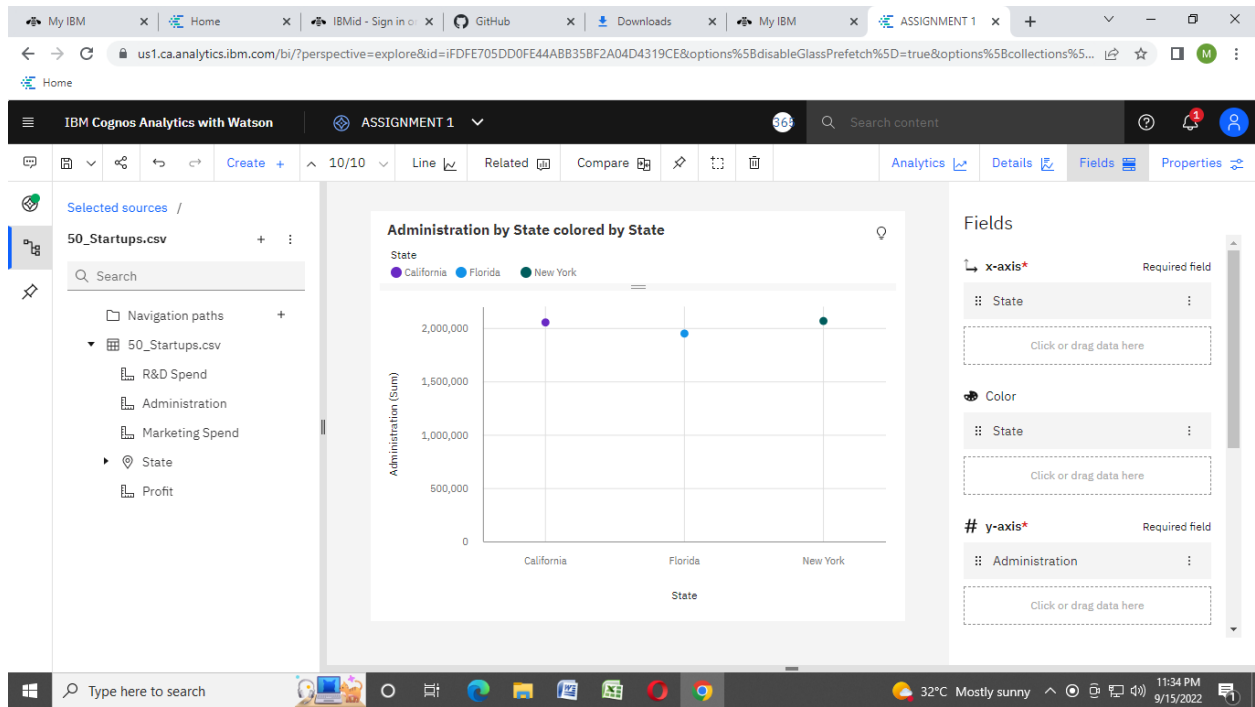 My IBM
Home
IBMid - Sign in o
GitHub
Downloads
My IBM
ASSIGNMENT 1
us1.ca.analytics.ibm.com/bi/?perspective=explore&id=iFDFE705DD0FE44ABB35BF2A04D4319CE&options%5BdisableGlassPrefetch%5D=true&options%5Bcollections%5...
M
Home
IBM Cognos Analytics with Watson
ASSIGNMENT 1
365
Search content
1
Create +
10/10
Line
Related
Compare
Analytics
Details
Fields
Properties
Selected sources /
50_Startups.csv
Search
Navigation paths
50_Startups.csv
R&D Spend
Administration
Marketing Spend
State
Profit
Administration by State colored by State
State
California Florida New York
Administration (Sum)
2,000,000
1,500,000
1,000,000
500,000
0
California Florida New York
State
Fields
x-axis* Required field
State
Click or drag data here
Color
State
Click or drag data here
# y-axis* Required field
Administration
Click or drag data here
Type here to search
32°C Mostly sunny
11:34 PM
9/15/2022
1